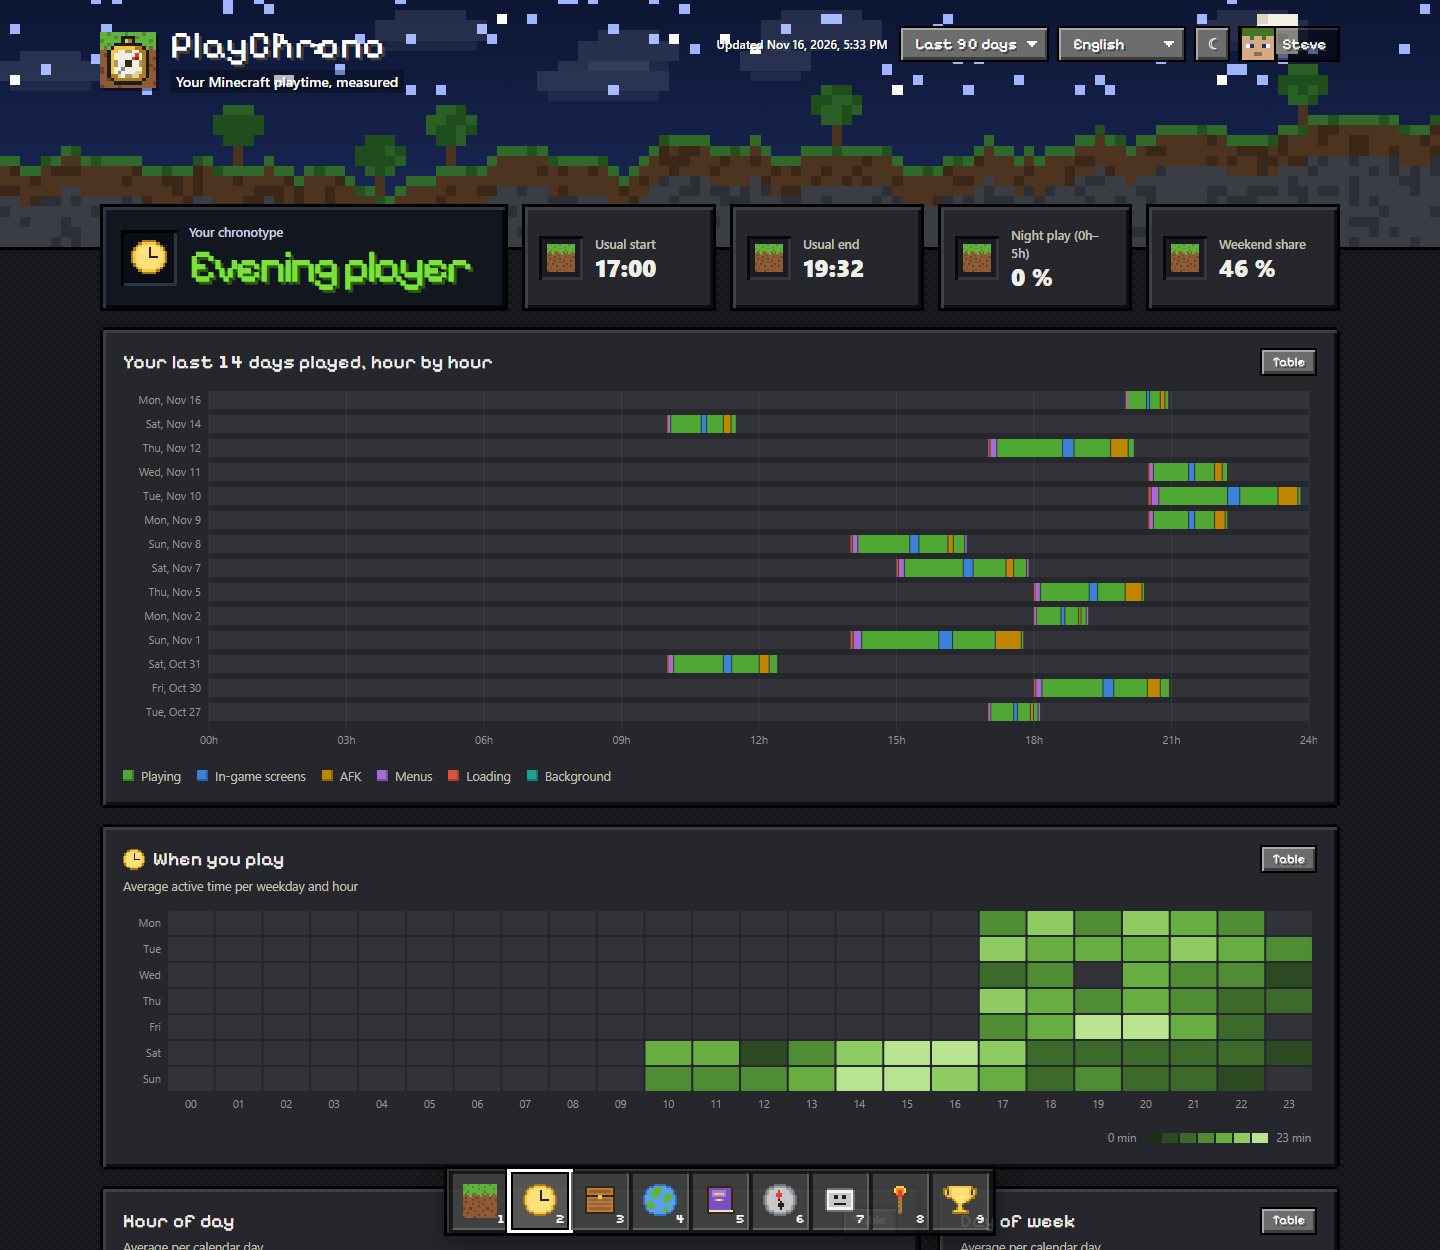 PlayChrono
Your Minecraft playtime, measured
Updated Nov 16, 2026, 5:33 PM
Last 90 days
English
Steve
Your chronotype
Evening player
Usual start
17:00
Usual end
19:32
Night play (0h–
5h)
0 %
Weekend share
46 %
Your last 14 days played, hour by hour
Table
Mon, Nov 16
Sat, Nov 14
Thu, Nov 12
Wed, Nov 11
Tue, Nov 10
Mon, Nov 9
Sun, Nov 8
Sat, Nov 7
Thu, Nov 5
Mon, Nov 2
Sun, Nov 1
Sat, Oct 31
Fri, Oct 30
Tue, Oct 27
00h 03h 06h 09h 12h 15h 18h 21h 24h
Playing In-game screens AFK Menus Loading Background
When you play
Table
Average active time per weekday and hour
Mon
Tue
Wed
Thu
Fri
Sat
Sun
00 01 02 03 04 05 06 07 08 09 10 11 12 13 14 15 16 17 18 19 20 21 22 23
0 min 23 min
1 2 3 4 5 6 7 8 9
Hour of day
Average per calendar day
of week
Table
Average per calendar day